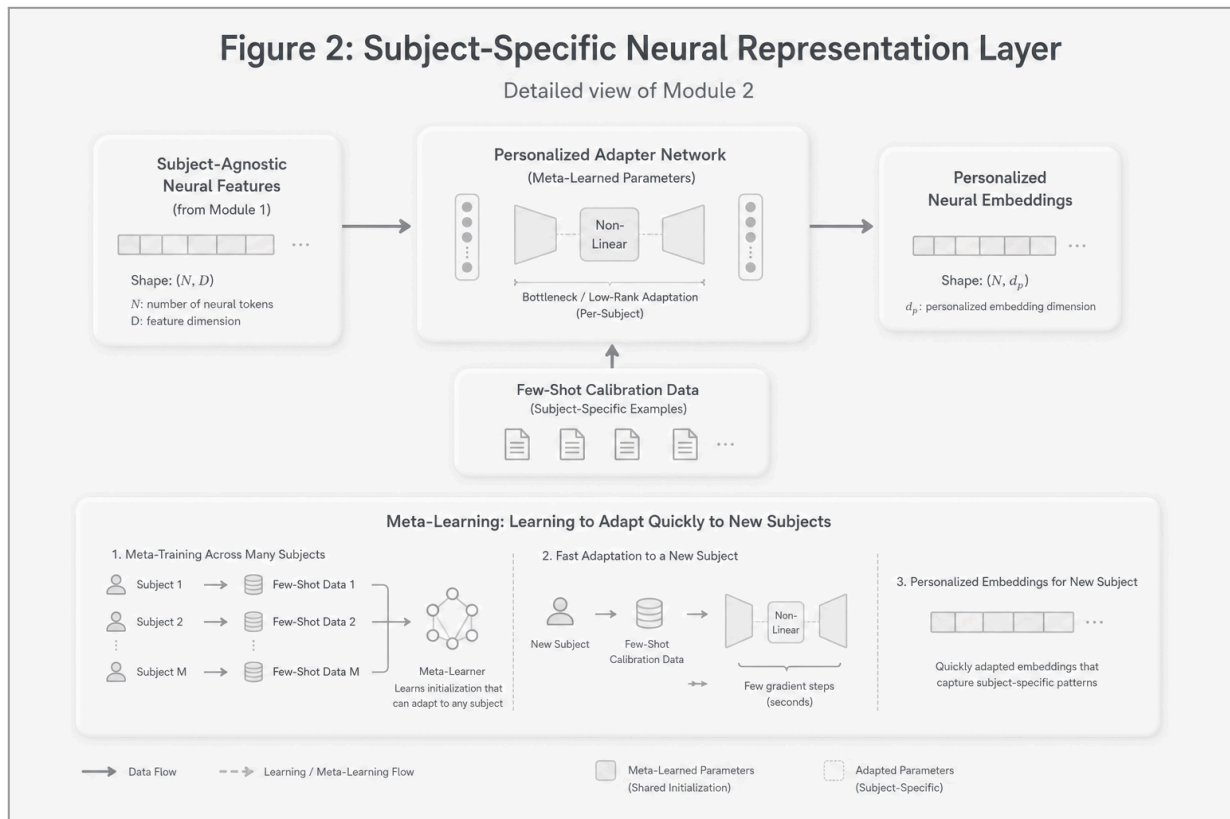 Figure 2: Subject-Specific Neural Representation Layer
Detailed view of Module 2
Subject-Agnostic
Neural Features
(from Module 1)
...
Shape: (N, D)
N: number of neural tokens
D: feature dimension
Personalized Adapter Network
(Meta-Learned Parameters)
Non-
Linear
Bottleneck / Low-Rank Adaptation
(Per-Subject)
Personalized
Neural Embeddings
...
Shape: (N, dp)
dp: personalized embedding dimension
Few-Shot Calibration Data
(Subject-Specific Examples)
...
Meta-Learning: Learning to Adapt Quickly to New Subjects
1. Meta-Training Across Many Subjects
Subject 1
Few-Shot Data 1
Subject 2
Few-Shot Data 2
Subject M
Few-Shot Data M
Meta-Learner
Learns initialization that
can adapt to any subject
2. Fast Adaptation to a New Subject
New Subject
Few-Shot
Calibration Data
Non-
Linear
Few gradient steps
(seconds)
3. Personalized Embeddings for New Subject
...
Quickly adapted embeddings that
capture subject-specific patterns
Data Flow
Learning / Meta-Learning Flow
Meta-Learned Parameters
(Shared Initialization)
Adapted Parameters
(Subject-Specific)